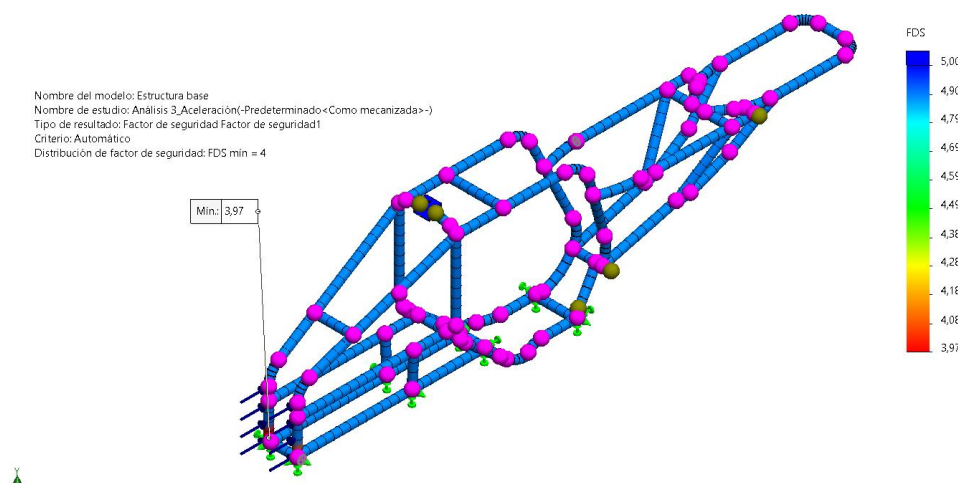 Nombre del modelo: Estructura base
Nombre de estudio: Análisis 3_Aceleración(-Predeterminado<Como mecanizada>-)
Tipo de resultado: Factor de seguridad Factor de seguridad1
Criterio: Automático
Distribución de factor de seguridad: FDS mín = 4
Mín.: 3,97
FDS
5,00
4,90
4,79
4,69
4,59
4,49
4,38
4,28
4,18
4,08
3,97
Y